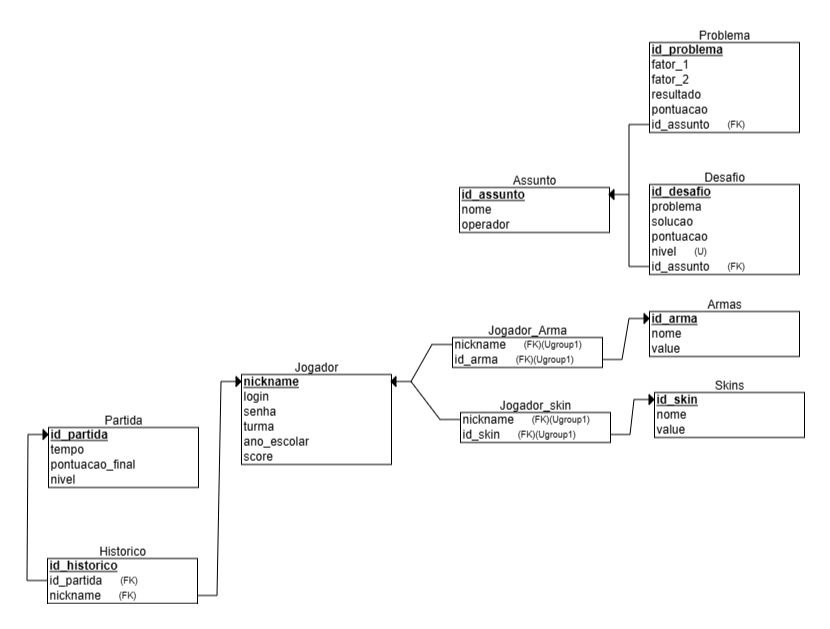 Problema
id_problema
fator_1
fator_2
resultado
pontuacao
id_assunto (FK)
Assunto
id_assunto
nome
operador
Desafio
id_desafio
problema
solucao
pontuacao
nivel (U)
id_assunto (FK)
Armas
id_arma
nome
value
Jogador_Arma
nickname (FK)(Ugroup1)
id_arma (FK)(Ugroup1)
Jogador
nickname
login
senha
turma
ano_escolar
score
Skins
id_skin
nome
value
Jogador_skin
nickname (FK)(Ugroup1)
id_skin (FK)(Ugroup1)
Partida
id_partida
tempo
pontuacao_final
nivel
Historico
id_historico
id_partida (FK)
nickname (FK)